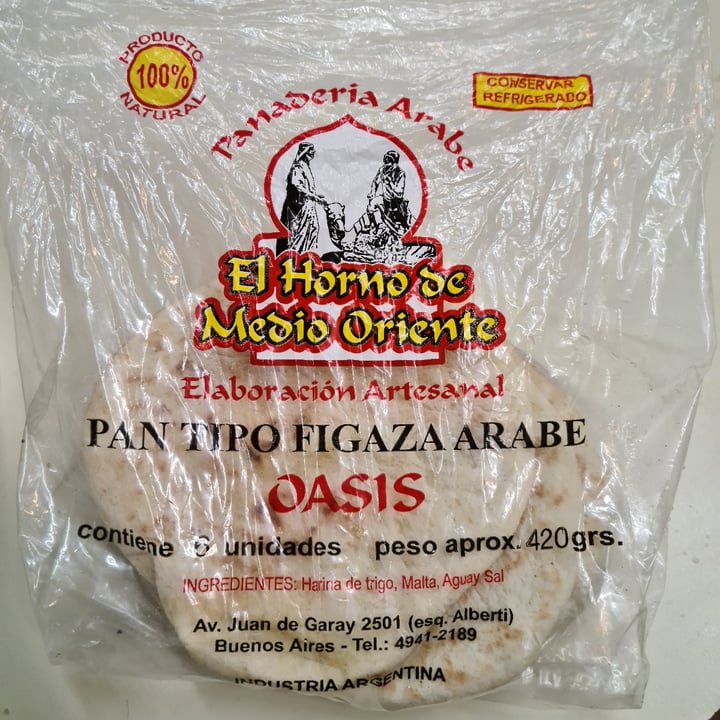 PRODUCTO
100%
NATURAL
CONSERVAR
REFRIGERADO
Panaderia Arabe
El Horno de
Medio Oriente
Elaboración Artesanal
PAN TIPO FIGAZA ARABE
OASIS
contiene 6 unidades peso aprox. 420grs.
INGREDIENTES: Harina de trigo, Malta, Aguay Sal
Av. Juan de Garay 2501 (esq. Alberti)
Buenos Aires - Tel.: 4941-2189
INDUSTRIA ARGENTINA